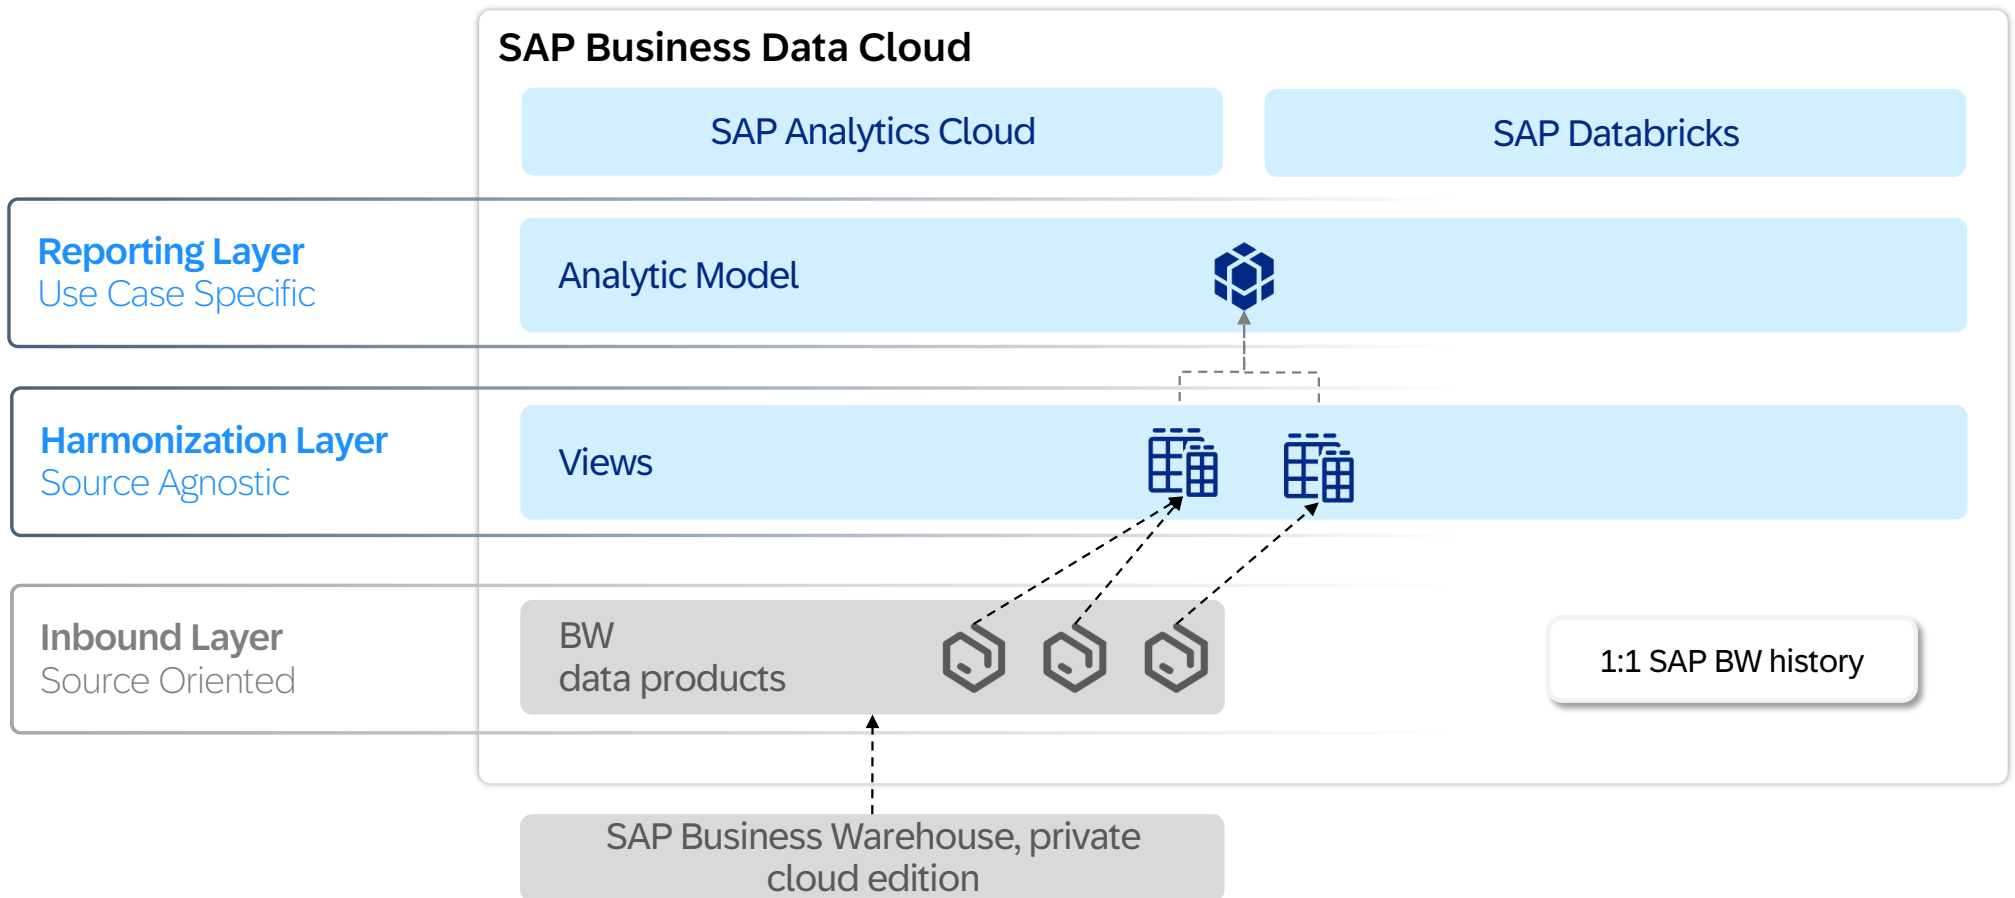 SAP Business Data Cloud
SAP Analytics Cloud
SAP Databricks
Reporting Layer
Use Case Specific
Analytic Model
Harmonization Layer
Source Agnostic
Views
Inbound Layer
Source Oriented
BW
data products
1:1 SAP BW history
SAP Business Warehouse, private
cloud edition